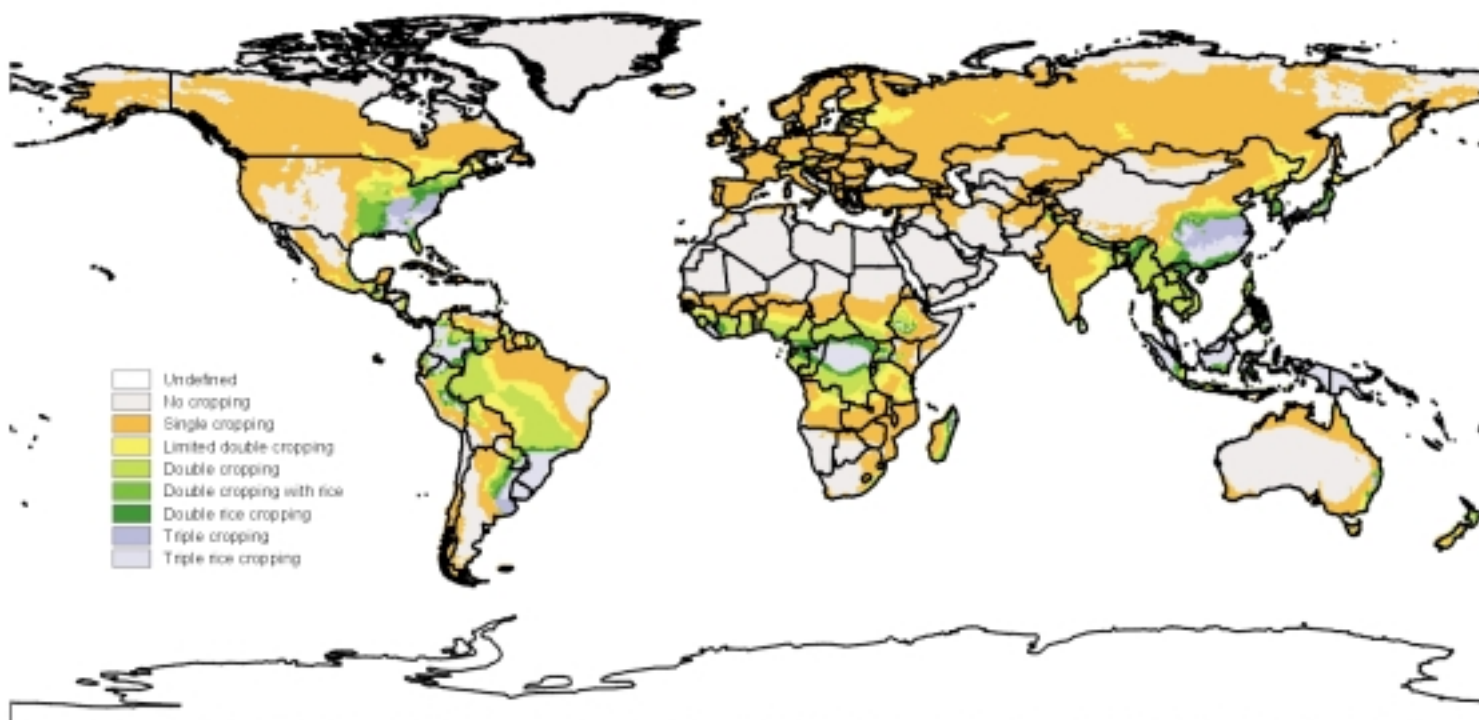 Undefined
No cropping
Single cropping
Limited double cropping
Double cropping
Double cropping with rice
Double rice cropping
Triple cropping
Triple rice cropping